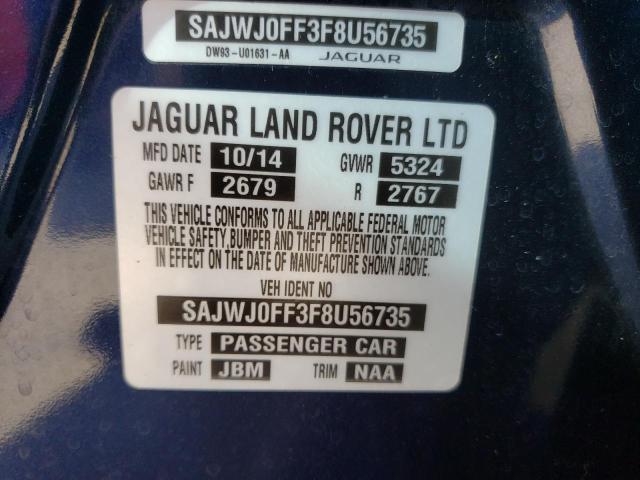 SAJWJ0FF3F8U56735
DW93-U01631-AA JAGUAR
JAGUAR LAND ROVER LTD
MFD DATE 10/14 GVWR 5324
GAWR F 2679 R 2767
THIS VEHICLE CONFORMS TO ALL APPLICABLE FEDERAL MOTOR
VEHICLE SAFETY,BUMPER AND THEFT PREVENTION STANDARDS
IN EFFECT ON THE DATE OF MANUFACTURE SHOWN ABOVE.
VEH IDENT NO
SAJWJ0FF3F8U56735
TYPE PASSENGER CAR
PAINT JBM TRIM NAA